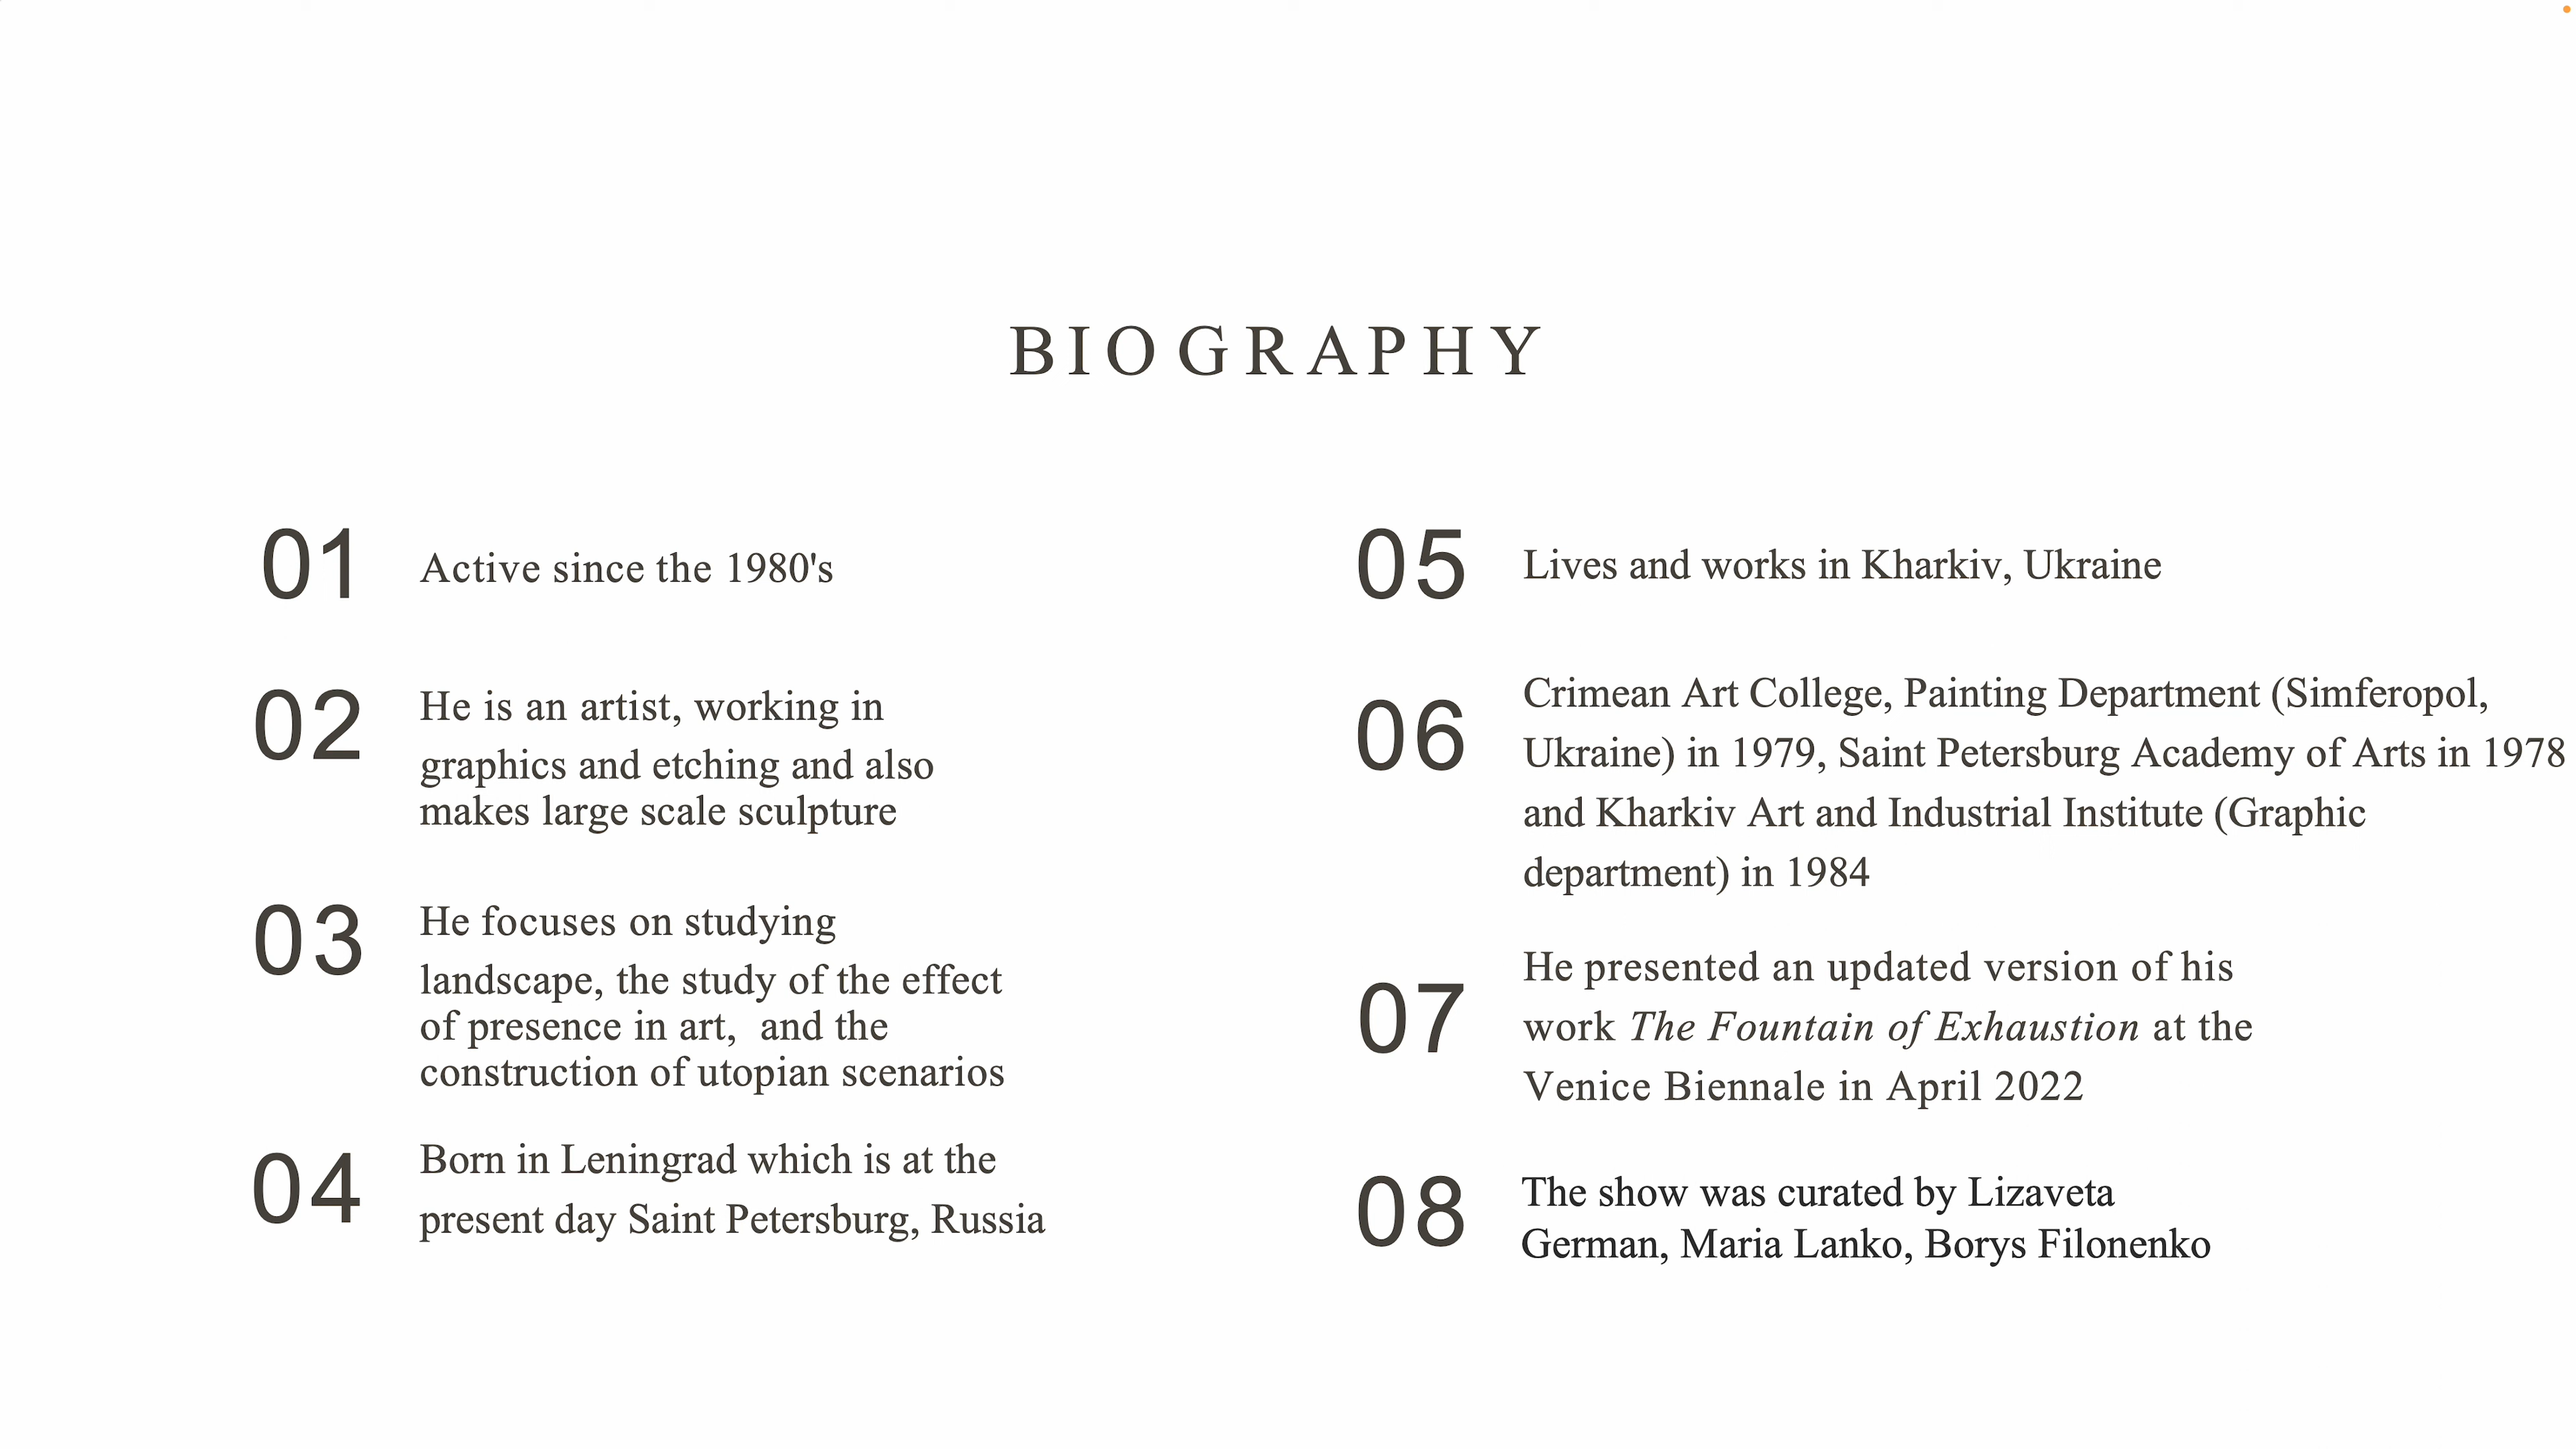 BIOGRAPHY
01
Active since the 1980's
02
He is an artist, working in
graphics and etching and also
makes large scale sculpture
03
He focuses on studying
landscape, the study of the effect
of presence in art,  and the
construction of utopian scenarios
04
Born in Leningrad which is at the
present day Saint Petersburg, Russia
05
Lives and works in Kharkiv, Ukraine
06
Crimean Art College, Painting Department (Simferopol,
Ukraine) in 1979, Saint Petersburg Academy of Arts in 1978
and Kharkiv Art and Industrial Institute (Graphic
department) in 1984
07
He presented an updated version of his
work The Fountain of Exhaustion at the
Venice Biennale in April 2022
08
The show was curated by Lizaveta
German, Maria Lanko, Borys Filonenko